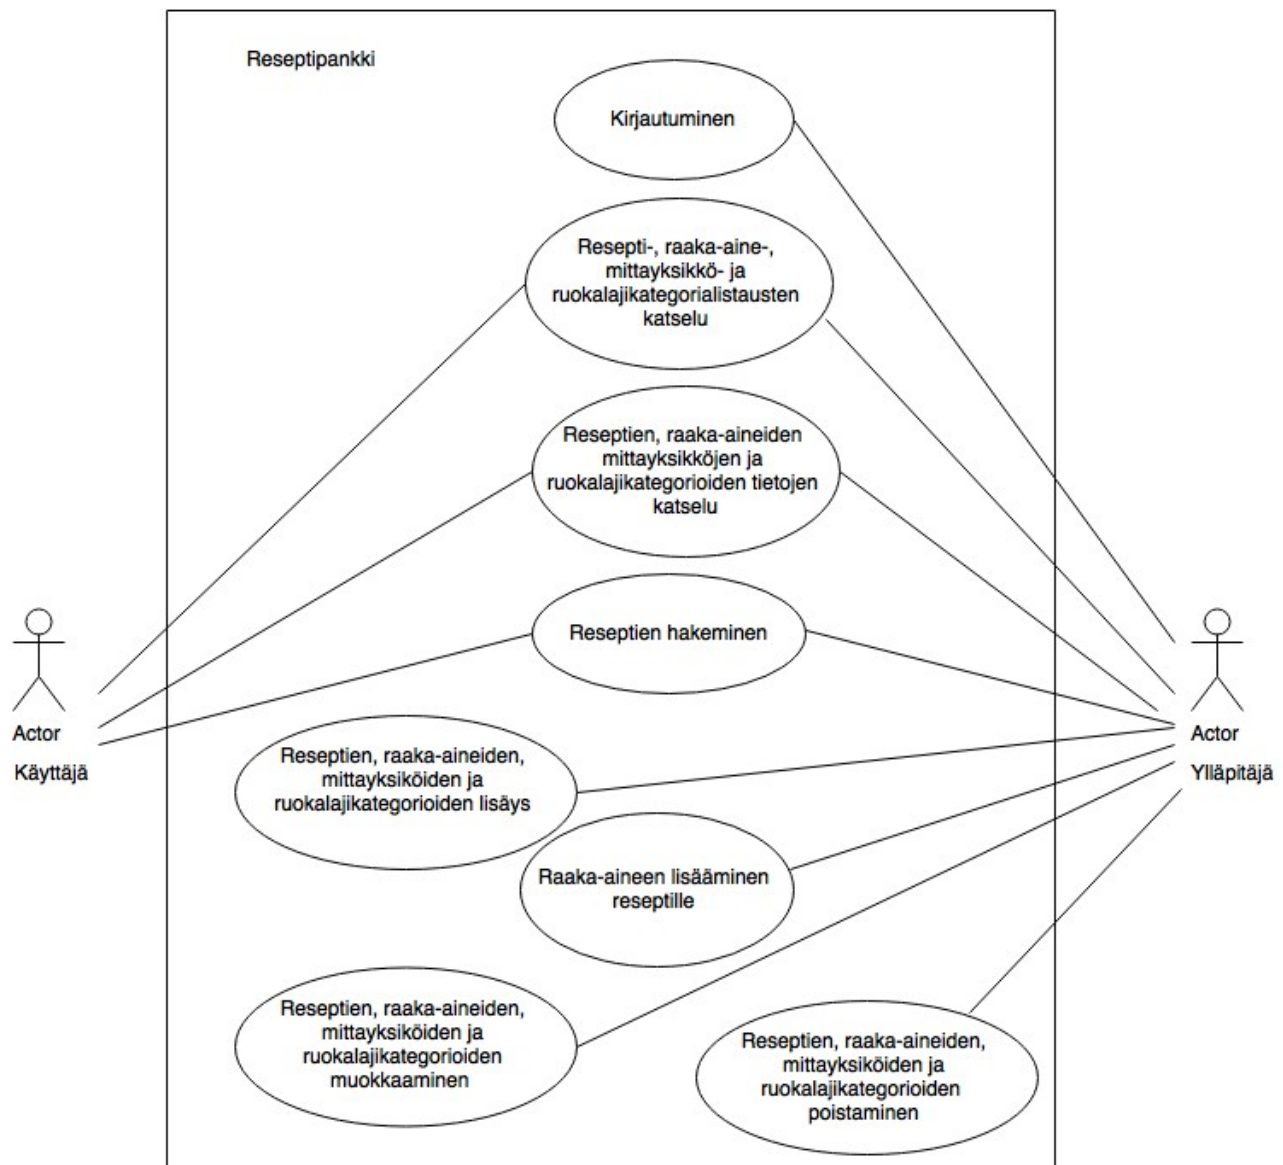 Reseptipankki
Kirjautuminen
Resepti-, raaka-aine-,
mittayksikkö- ja
ruokalajikategorialistausten
katselu
Reseptien, raaka-aineiden
mittayksikköjen ja
ruokalajikategorioiden tietojen
katselu
Reseptien hakeminen
Actor
Käyttäjä
Actor
Ylläpitäjä
Reseptien, raaka-aineiden,
mittayksiköiden ja
ruokalajikategorioiden lisäys
Raaka-aineen lisääminen
reseptille
Reseptien, raaka-aineiden,
mittayksiköiden ja
ruokalajikategorioiden
muokkaaminen
Reseptien, raaka-aineiden,
mittayksiköiden ja
ruokalajikategorioiden
poistaminen